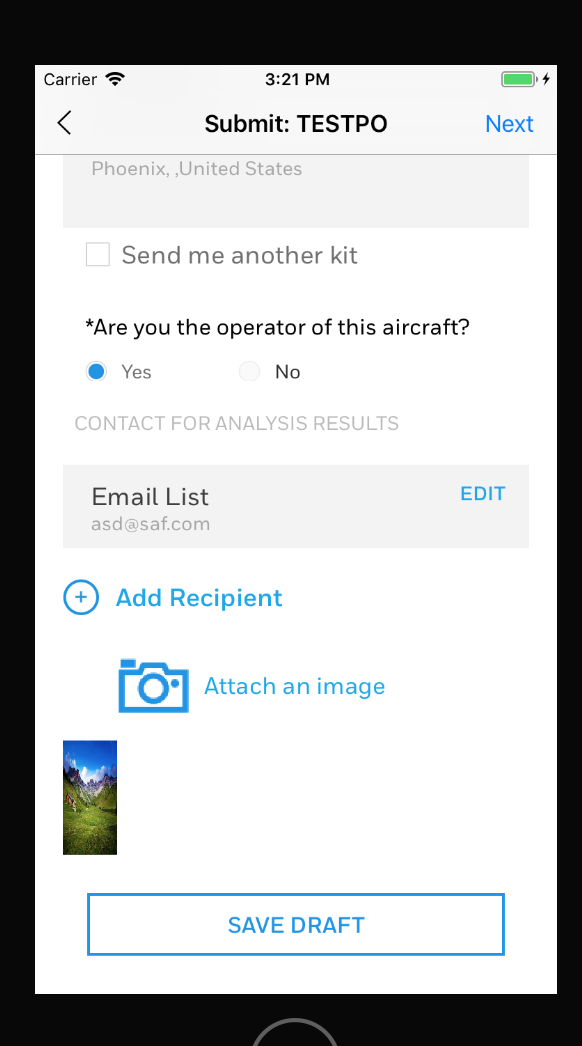 Carrier 3:21 PM
Submit: TESTPO Next
Phoenix, ,United States
Send me another kit
*Are you the operator of this aircraft?
Yes No
CONTACT FOR ANALYSIS RESULTS
Email List EDIT
asd@saf.com
Add Recipient
Attach an image
SAVE DRAFT